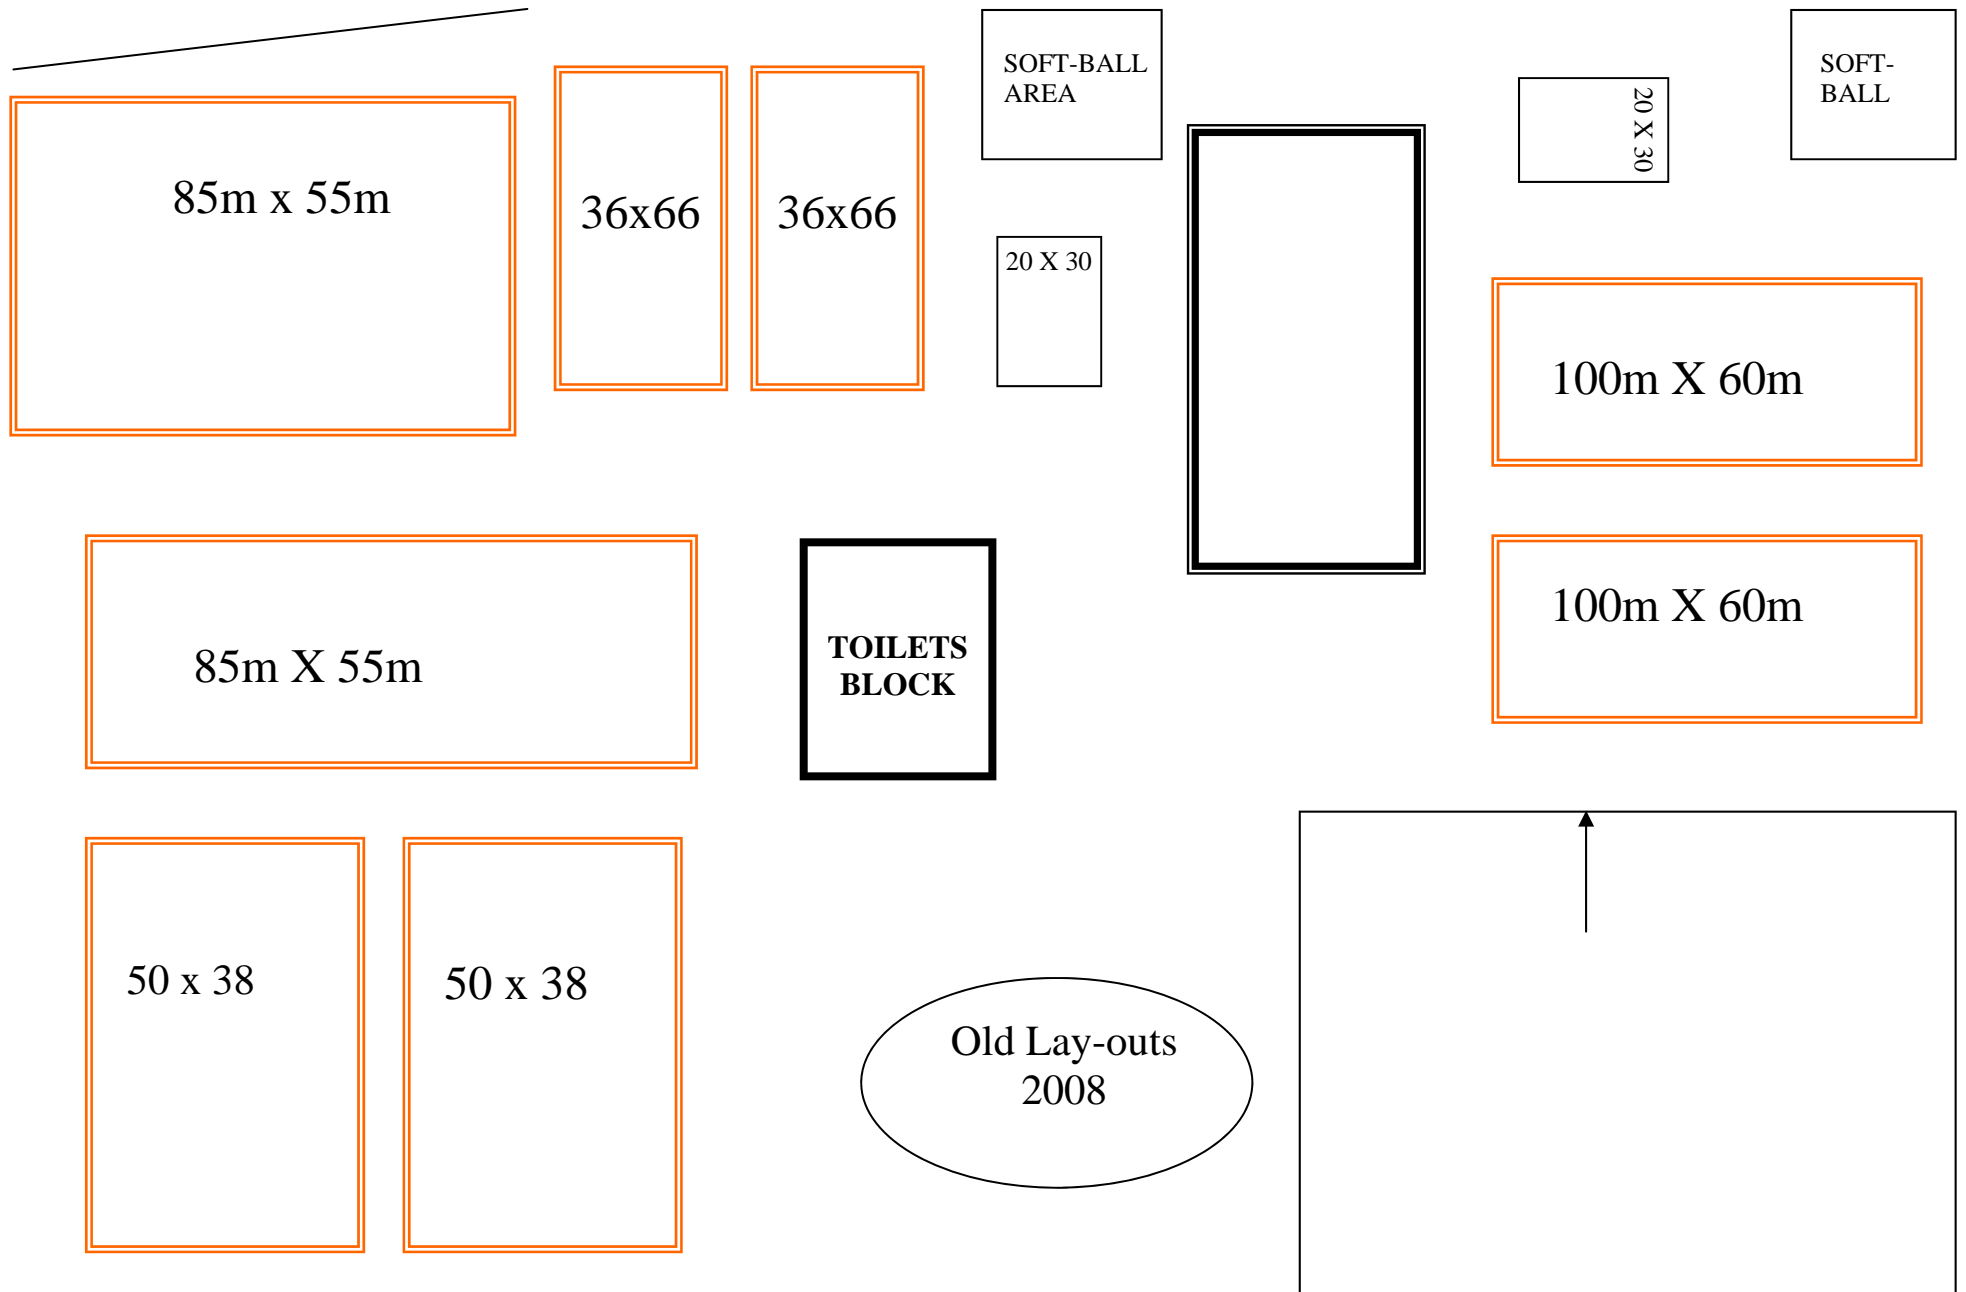 SOFT-BALL
AREA
SOFT-
BALL
20 X 30
85m x 55m
36x66
36x66
20 X 30
100m X 60m
100m X 60m
85m X 55m
TOILETS
BLOCK
50 x 38
50 x 38
Old Lay-outs
2008